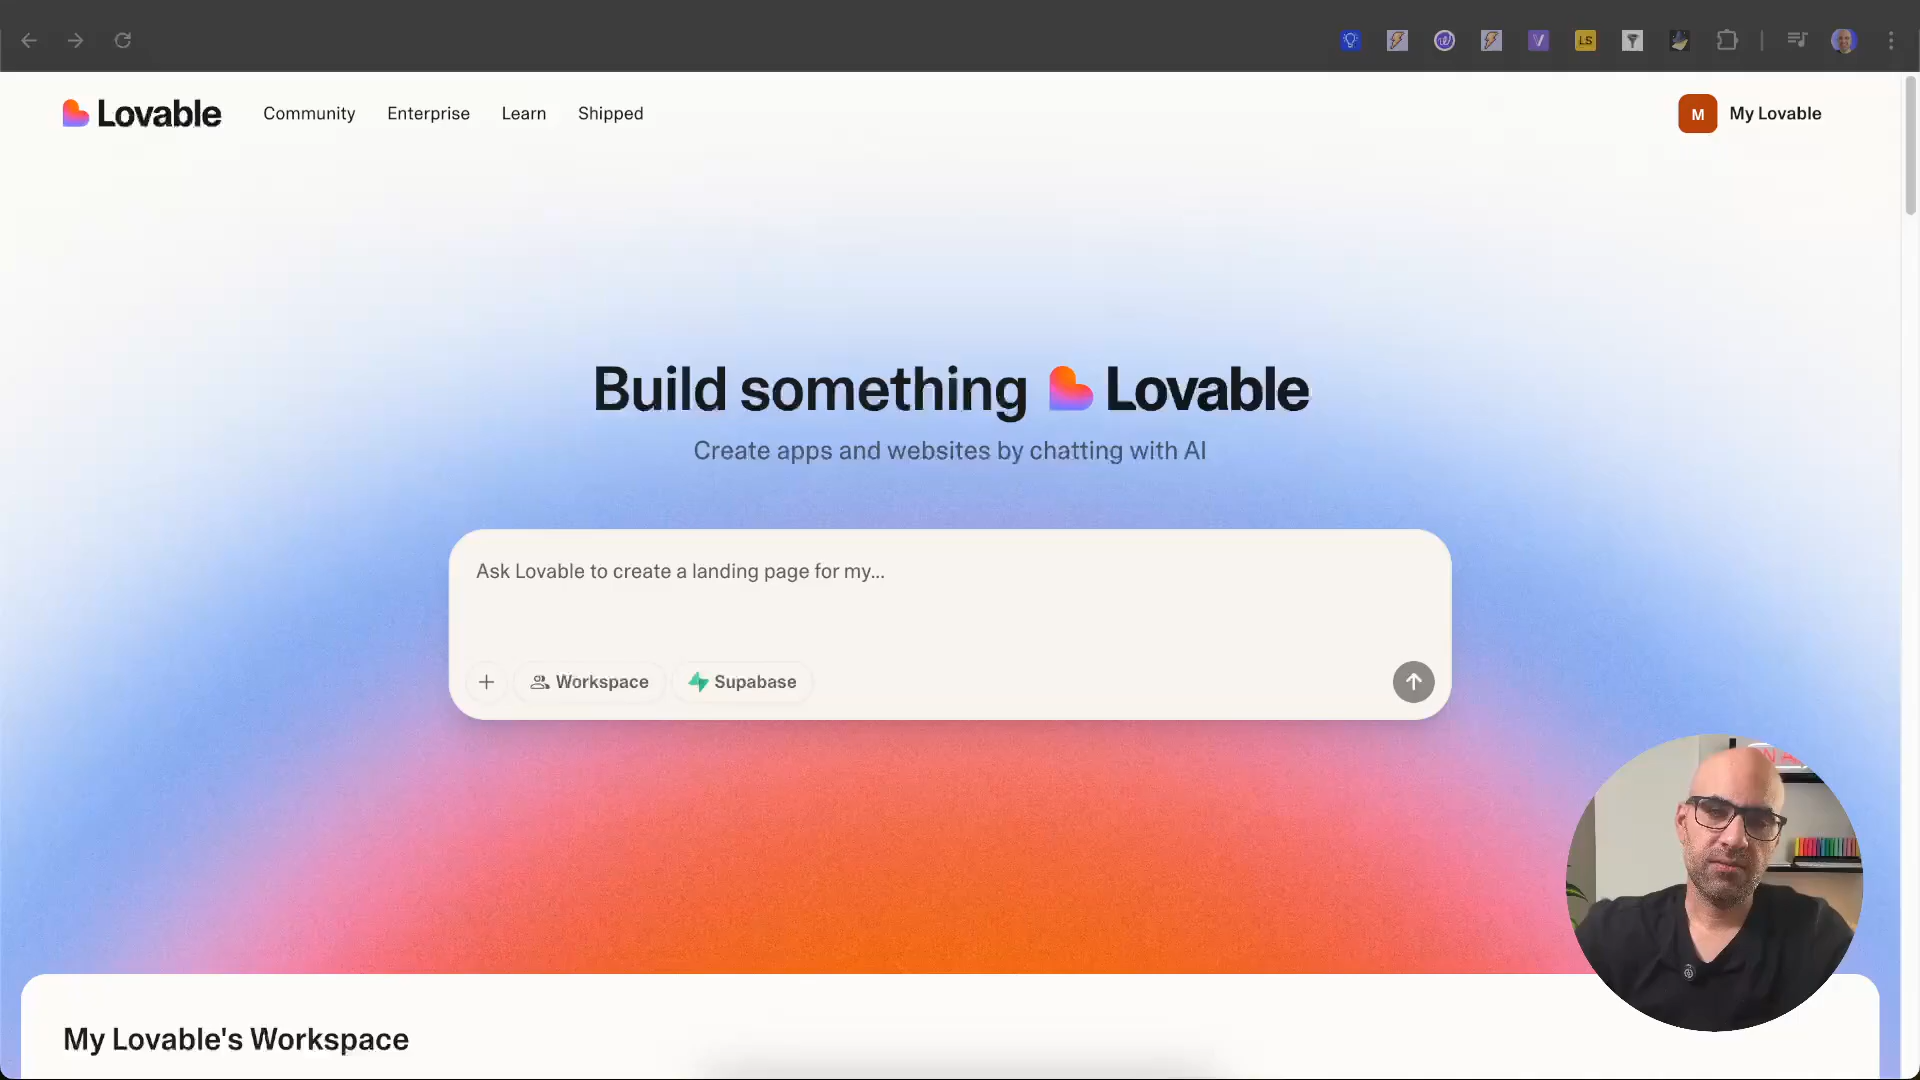 LS
Lovable
Community
Enterprise
Learn
Shipped
M
My Lovable
Build something Lovable
Create apps and websites by chatting with AI
Ask Lovable to create a landing page for my...
Workspace
Supabase
My Lovable's Workspace